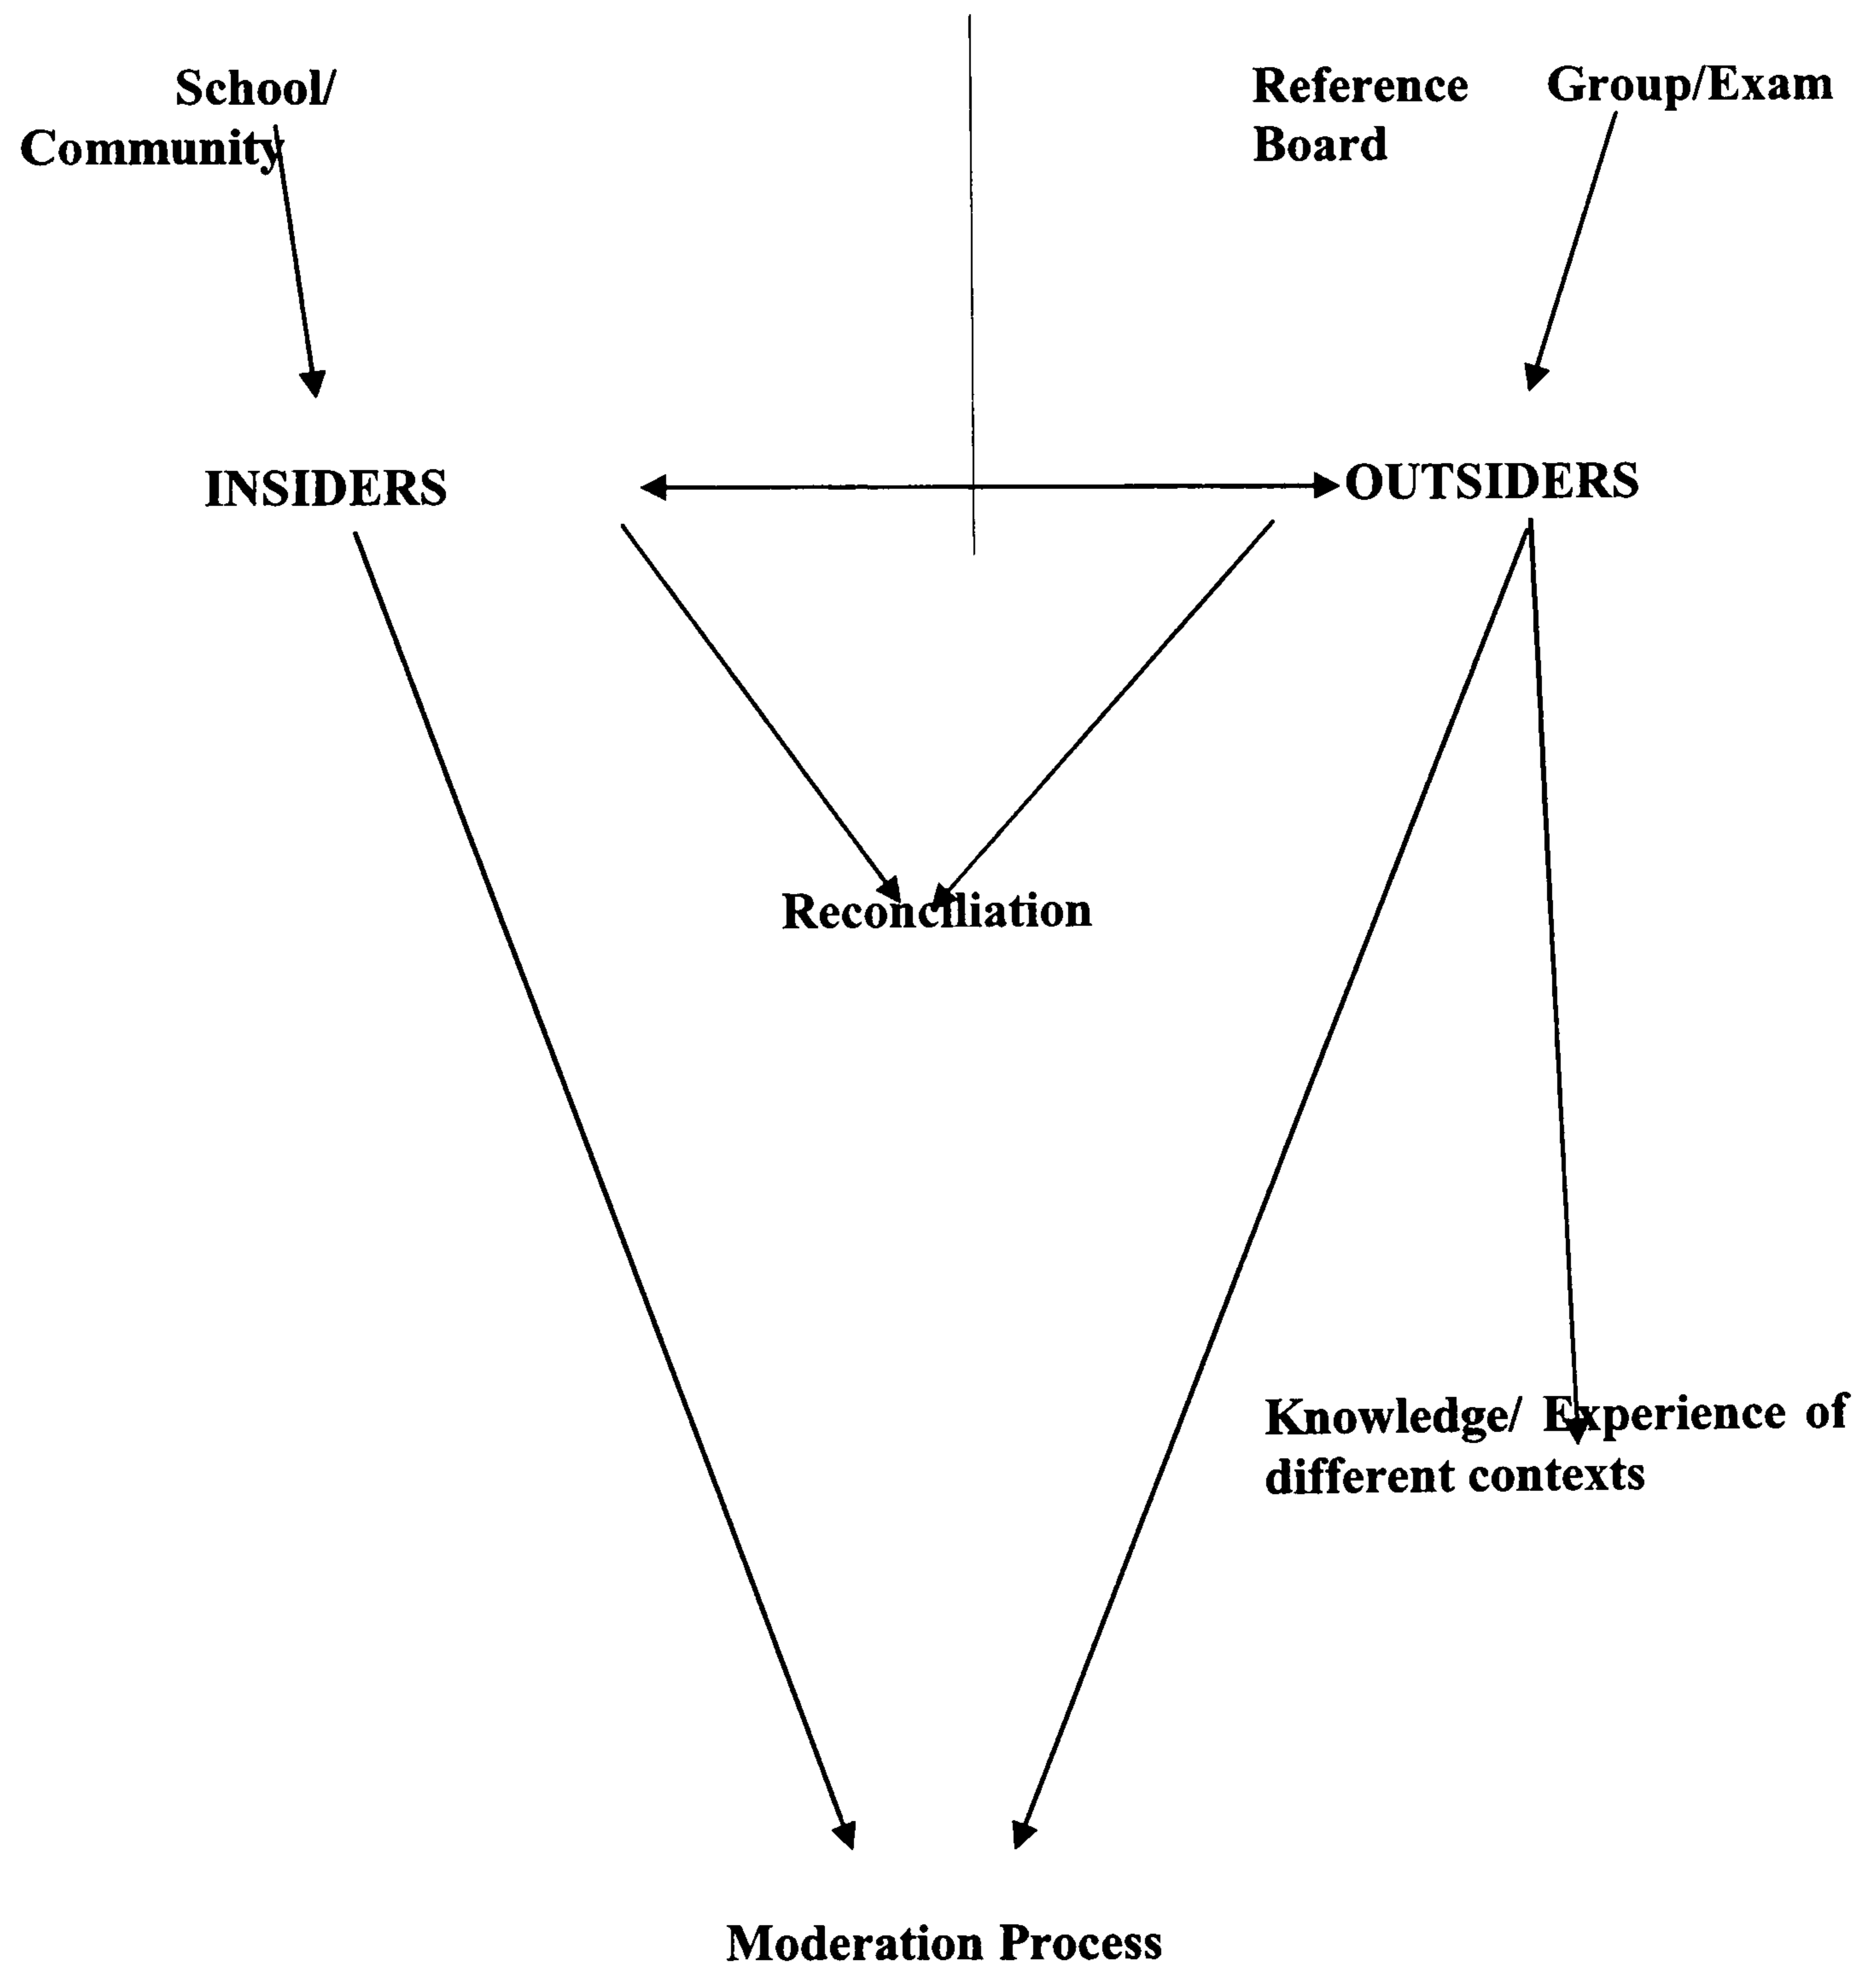 School/
Community
Reference Group/Exam
Board
INSIDERS
OUTSIDERS
Reconciliation
Knowledge/ Experience of
different contexts
Moderation Process